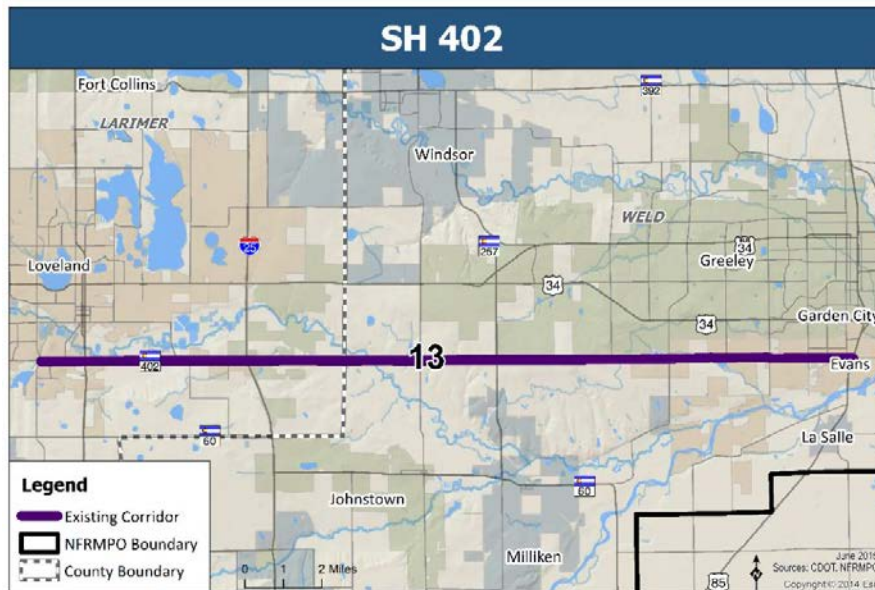 SH 402
Fort Collins
392
LARIMER
Windsor
WELD
25
257
34
Loveland
Greeley
34
34
Garden City
402
13
Evans
60
La Salle
Legend
Existing Corridor
NFRMPO Boundary
County Boundary
Johnstown
60
Milliken
0 1 2 Miles
N
85
June 2015
Sources: CDOT, NFRMPO
Copyright:© 2014 Esri